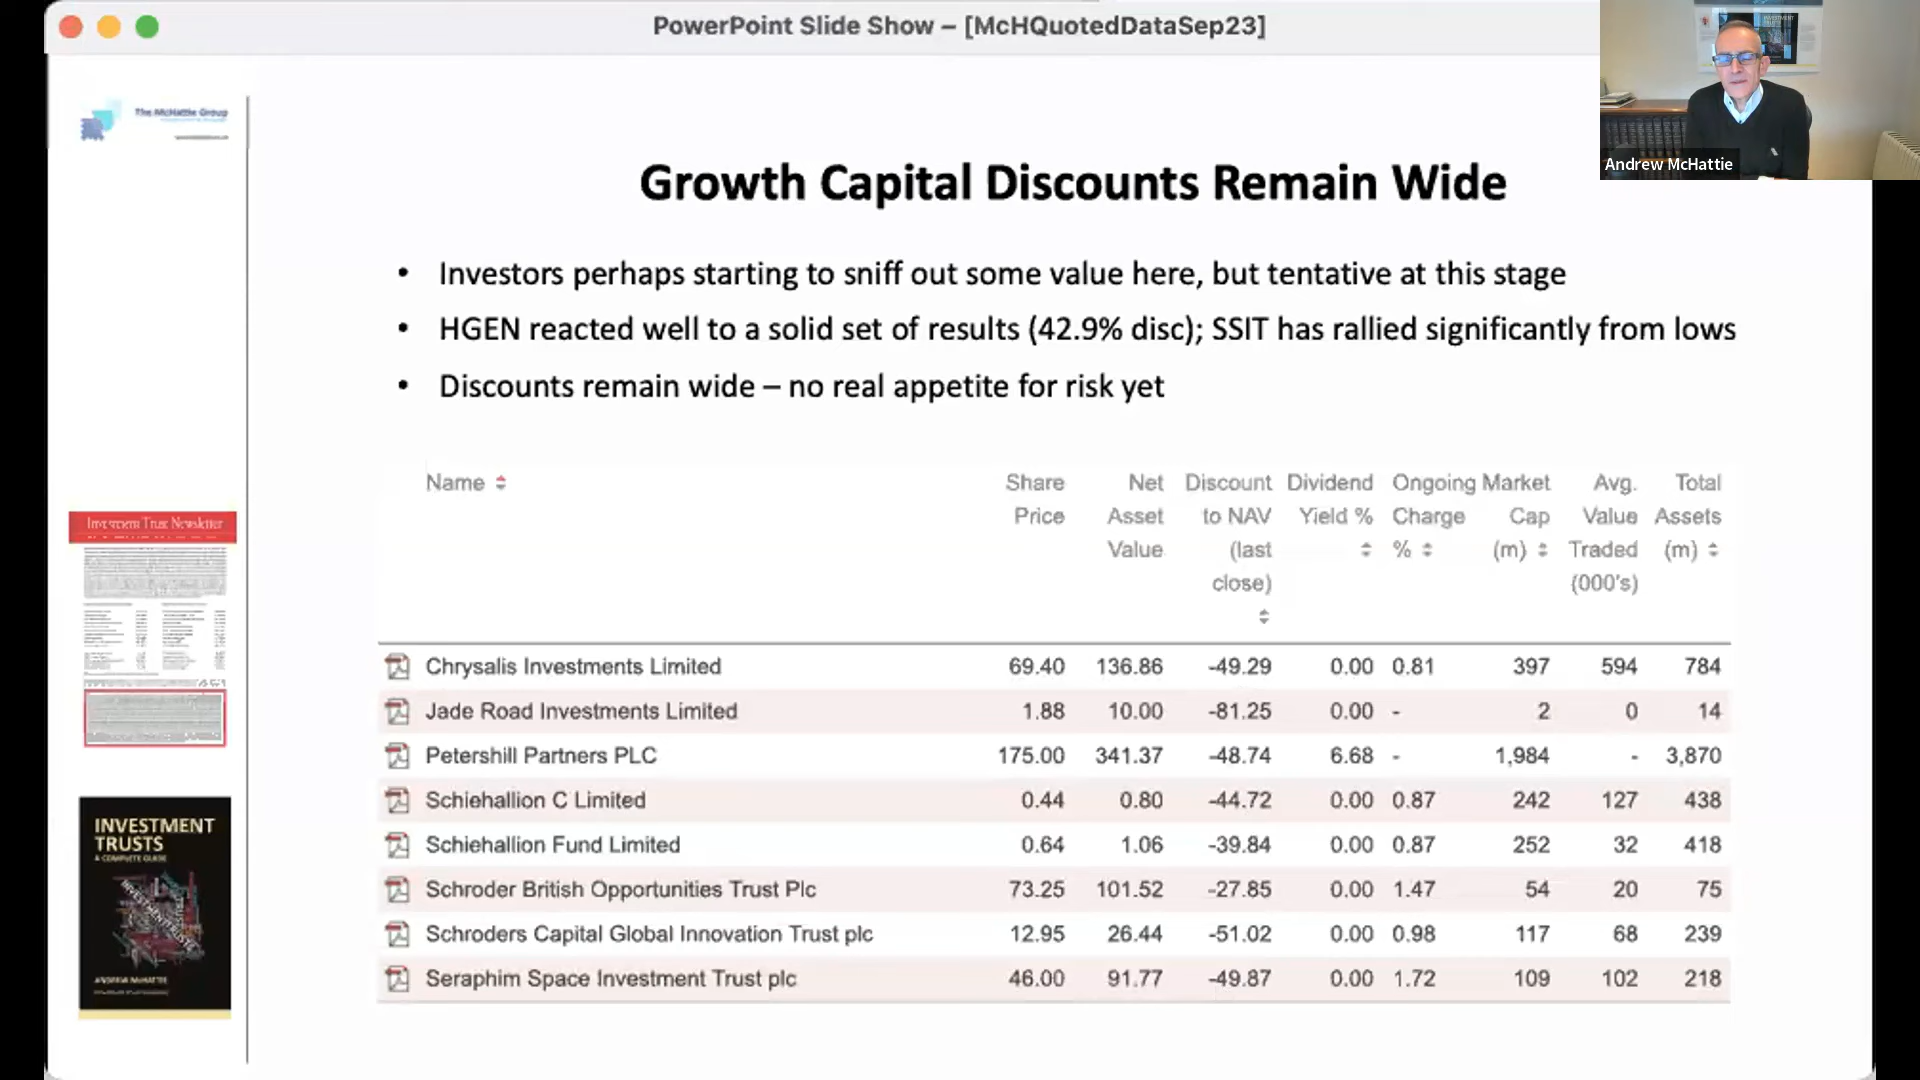 PowerPoint Slide Show – [McHQuotedDataSep23]
Andrew McHattie
The McHattie Group
Growth Capital Discounts Remain Wide
• Investors perhaps starting to sniff out some value here, but tentative at this stage
• HGEN reacted well to a solid set of results (42.9% disc); SSIT has rallied significantly from lows
• Discounts remain wide – no real appetite for risk yet
Investment Trust Newsletter
INVESTMENT
TRUSTS
A COMPLETE GUIDE
ANDREW McHATTIE
Name Share Net Discount Dividend Ongoing Market Avg. Total
Price Asset to NAV Yield % Charge Cap Value Assets
Value (last % (m) Traded (m)
close) (000's)
Chrysalis Investments Limited 69.40 136.86 -49.29 0.00 0.81 397 594 784
Jade Road Investments Limited 1.88 10.00 -81.25 0.00 - 2 0 14
Petershill Partners PLC 175.00 341.37 -48.74 6.68 - 1,984 - 3,870
Schiehallion C Limited 0.44 0.80 -44.72 0.00 0.87 242 127 438
Schiehallion Fund Limited 0.64 1.06 -39.84 0.00 0.87 252 32 418
Schroder British Opportunities Trust Plc 73.25 101.52 -27.85 0.00 1.47 54 20 75
Schroders Capital Global Innovation Trust plc 12.95 26.44 -51.02 0.00 0.98 117 68 239
Seraphim Space Investment Trust plc 46.00 91.77 -49.87 0.00 1.72 109 102 218